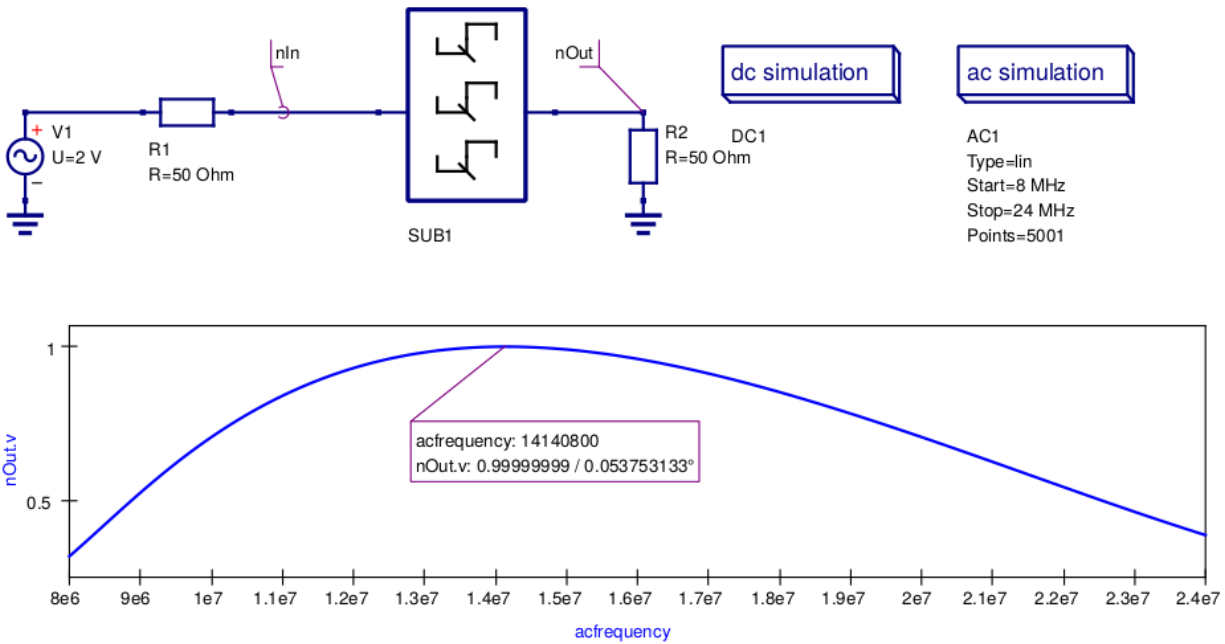 nIn
nOut
dc simulation
ac simulation
+ V1
U=2 V
−
R1
R=50 Ohm
R2
R=50 Ohm
DC1
AC1
Type=lin
Start=8 MHz
Stop=24 MHz
Points=5001
SUB1
1
0.5
nOut.v
acfrequency: 14140800
nOut.v: 0.99999999 / 0.053753133°
8e6 9e6 1e7 1.1e7 1.2e7 1.3e7 1.4e7 1.5e7 1.6e7 1.7e7 1.8e7 1.9e7 2e7 2.1e7 2.2e7 2.3e7 2.4e7
acfrequency